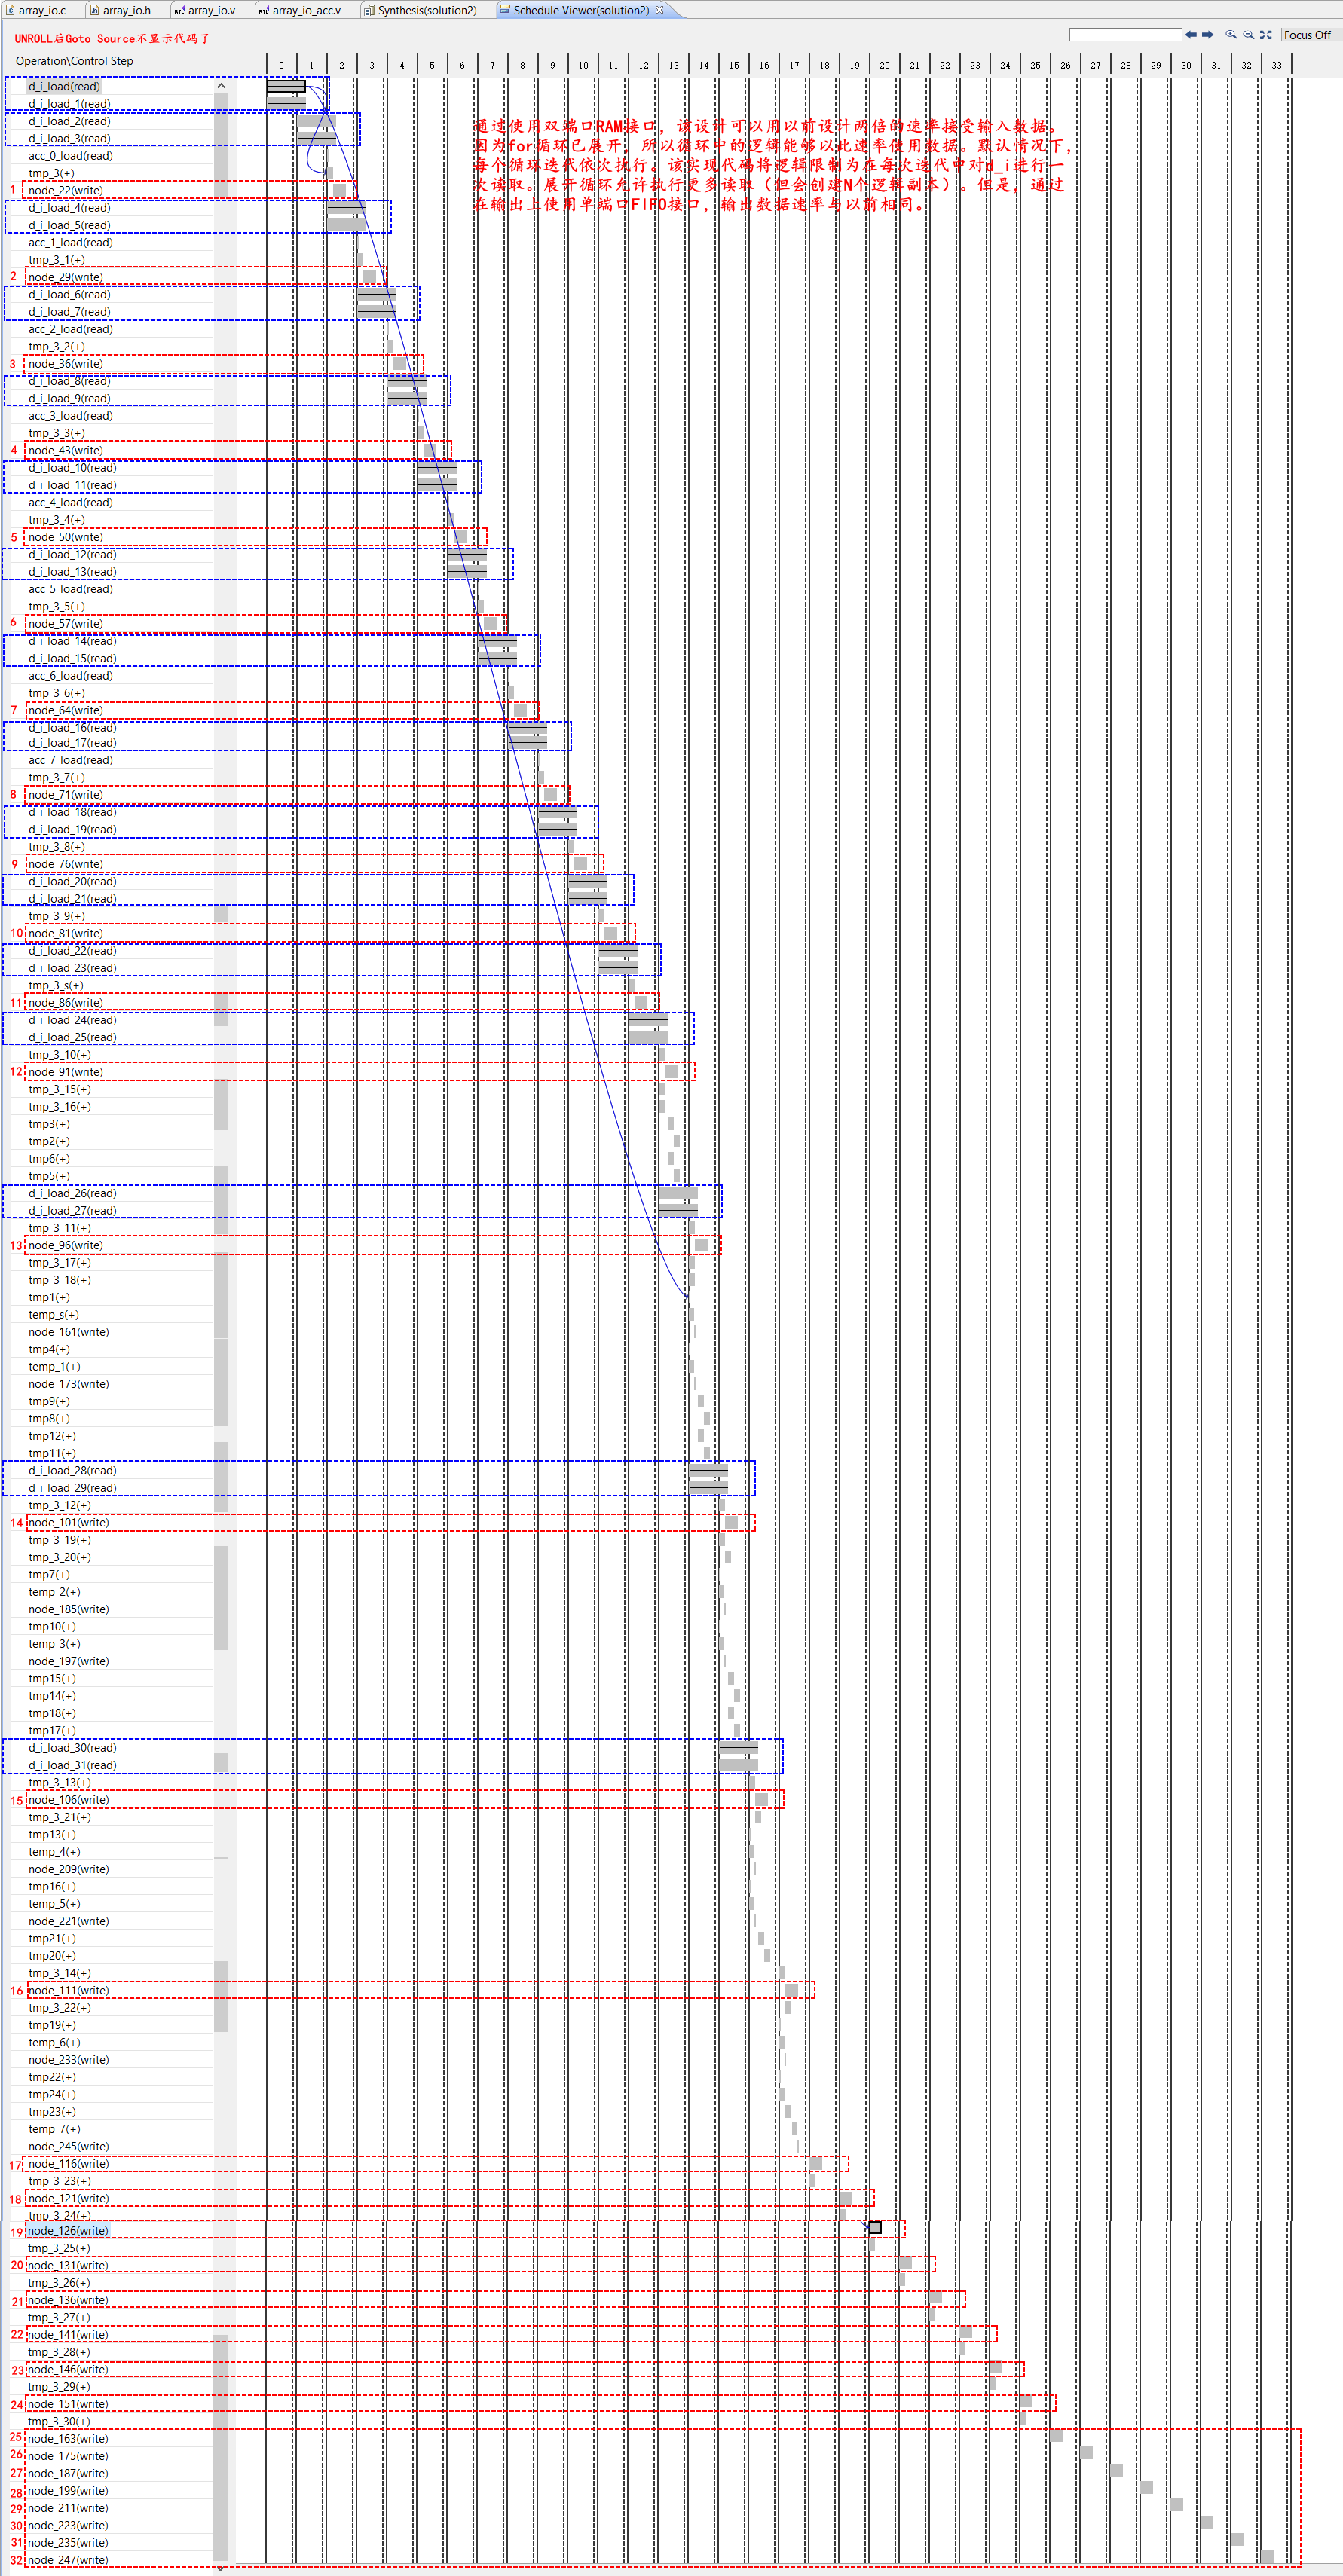 array_io.c array_io.h array_io.v array_io_acc.v Synthesis(solution2) Schedule Viewer(solution2)
UNROLL后Goto Source不显示代码了
Focus Off
Operation\Control Step 0 1 2 3 4 5 6 7 8 9 10 11 12 13 14 15 16 17 18 19 20 21 22 23 24 25 26 27 28 29 30 31 32 33
d_i_load(read)
d_i_load_1(read)
d_i_load_2(read)
通过使用双端口RAM接口，该设计可以用以前设计两倍的速率接受输入数据。
d_i_load_3(read)
因为for循环已展开，所以循环中的逻辑能够以此速率使用数据。默认情况下，
acc_0_load(read)
每个循环迭代依次执行。该实现代码将逻辑限制为在每次迭代中对d_i进行一
tmp_3(+)
次读取。展开循环允许执行更多读取（但会创建N个逻辑副本）。但是，通过
1 node_22(write)
在输出上使用单端口FIFO接口，输出数据速率与以前相同。
d_i_load_4(read)
d_i_load_5(read)
acc_1_load(read)
tmp_3_1(+)
2 node_29(write)
d_i_load_6(read)
d_i_load_7(read)
acc_2_load(read)
tmp_3_2(+)
3 node_36(write)
d_i_load_8(read)
d_i_load_9(read)
acc_3_load(read)
tmp_3_3(+)
4 node_43(write)
d_i_load_10(read)
d_i_load_11(read)
acc_4_load(read)
tmp_3_4(+)
5 node_50(write)
d_i_load_12(read)
d_i_load_13(read)
acc_5_load(read)
tmp_3_5(+)
6 node_57(write)
d_i_load_14(read)
d_i_load_15(read)
acc_6_load(read)
tmp_3_6(+)
7 node_64(write)
d_i_load_16(read)
d_i_load_17(read)
acc_7_load(read)
tmp_3_7(+)
8 node_71(write)
d_i_load_18(read)
d_i_load_19(read)
tmp_3_8(+)
9 node_76(write)
d_i_load_20(read)
d_i_load_21(read)
tmp_3_9(+)
10 node_81(write)
d_i_load_22(read)
d_i_load_23(read)
tmp_3_s(+)
11 node_86(write)
d_i_load_24(read)
d_i_load_25(read)
tmp_3_10(+)
12 node_91(write)
tmp_3_15(+)
tmp_3_16(+)
tmp3(+)
tmp2(+)
tmp6(+)
tmp5(+)
d_i_load_26(read)
d_i_load_27(read)
tmp_3_11(+)
13 node_96(write)
tmp_3_17(+)
tmp_3_18(+)
tmp1(+)
temp_s(+)
node_161(write)
tmp4(+)
temp_1(+)
node_173(write)
tmp9(+)
tmp8(+)
tmp12(+)
tmp11(+)
d_i_load_28(read)
d_i_load_29(read)
tmp_3_12(+)
14 node_101(write)
tmp_3_19(+)
tmp_3_20(+)
tmp7(+)
temp_2(+)
node_185(write)
tmp10(+)
temp_3(+)
node_197(write)
tmp15(+)
tmp14(+)
tmp18(+)
tmp17(+)
d_i_load_30(read)
d_i_load_31(read)
tmp_3_13(+)
15 node_106(write)
tmp_3_21(+)
tmp13(+)
temp_4(+)
node_209(write)
tmp16(+)
temp_5(+)
node_221(write)
tmp21(+)
tmp20(+)
tmp_3_14(+)
16 node_111(write)
tmp_3_22(+)
tmp19(+)
temp_6(+)
node_233(write)
tmp22(+)
tmp24(+)
tmp23(+)
temp_7(+)
node_245(write)
17 node_116(write)
tmp_3_23(+)
18 node_121(write)
tmp_3_24(+)
19 node_126(write)
tmp_3_25(+)
20 node_131(write)
tmp_3_26(+)
21 node_136(write)
tmp_3_27(+)
22 node_141(write)
tmp_3_28(+)
23 node_146(write)
tmp_3_29(+)
24 node_151(write)
tmp_3_30(+)
25 node_163(write)
26 node_175(write)
27 node_187(write)
28 node_199(write)
29 node_211(write)
30 node_223(write)
31 node_235(write)
32 node_247(write)